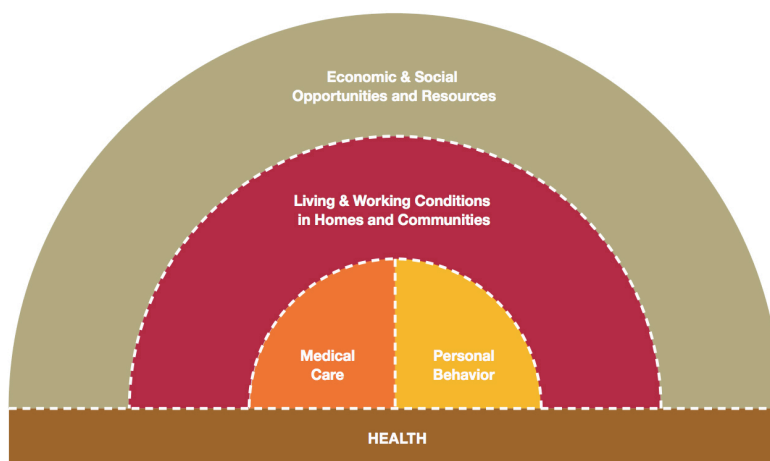 Economic & Social
Opportunities and Resources
Living & Working Conditions
in Homes and Communities
Medical
Care
Personal
Behavior
HEALTH